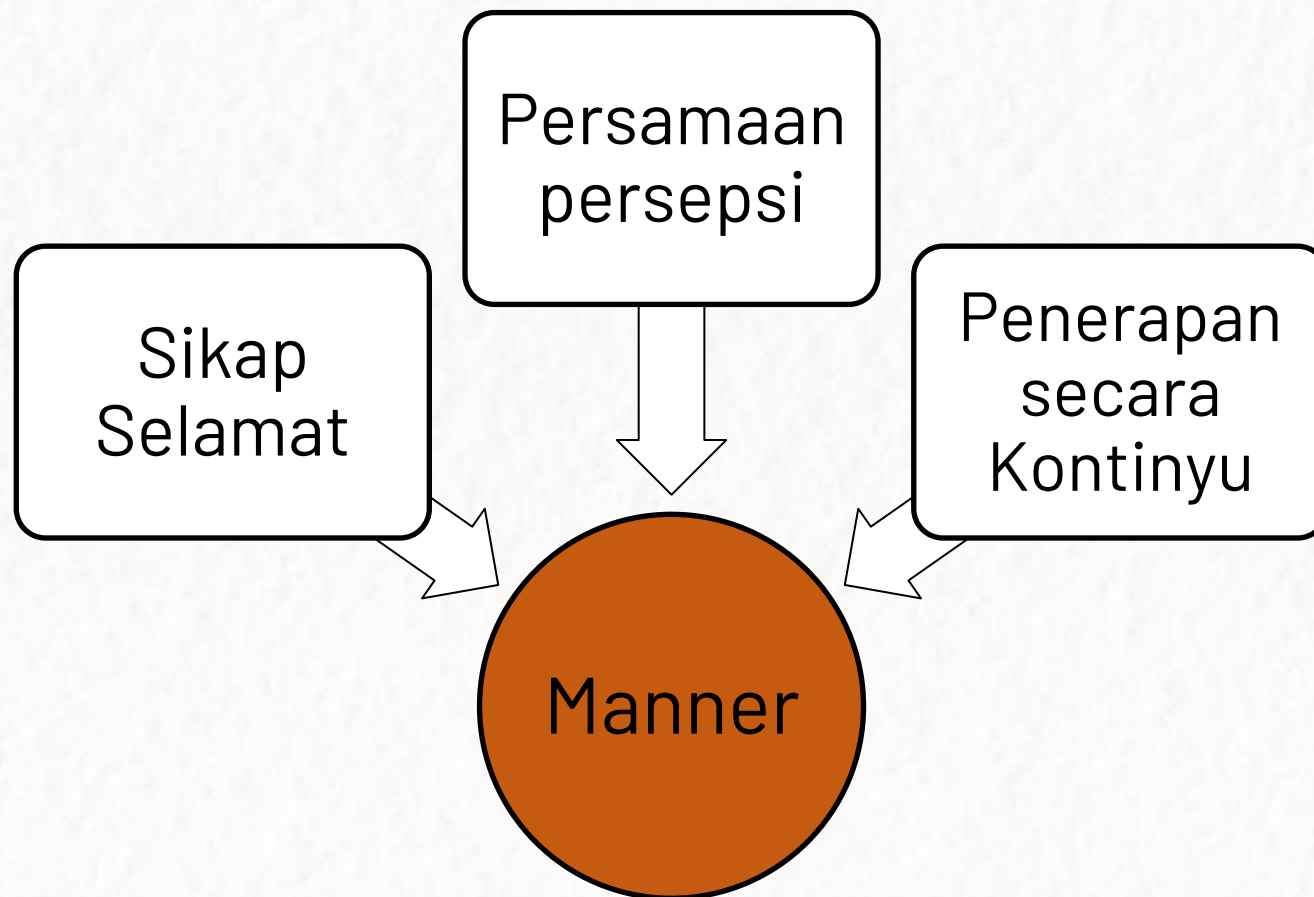 Persamaan
persepsi
Sikap
Selamat
Penerapan
secara
Kontinyu
Manner